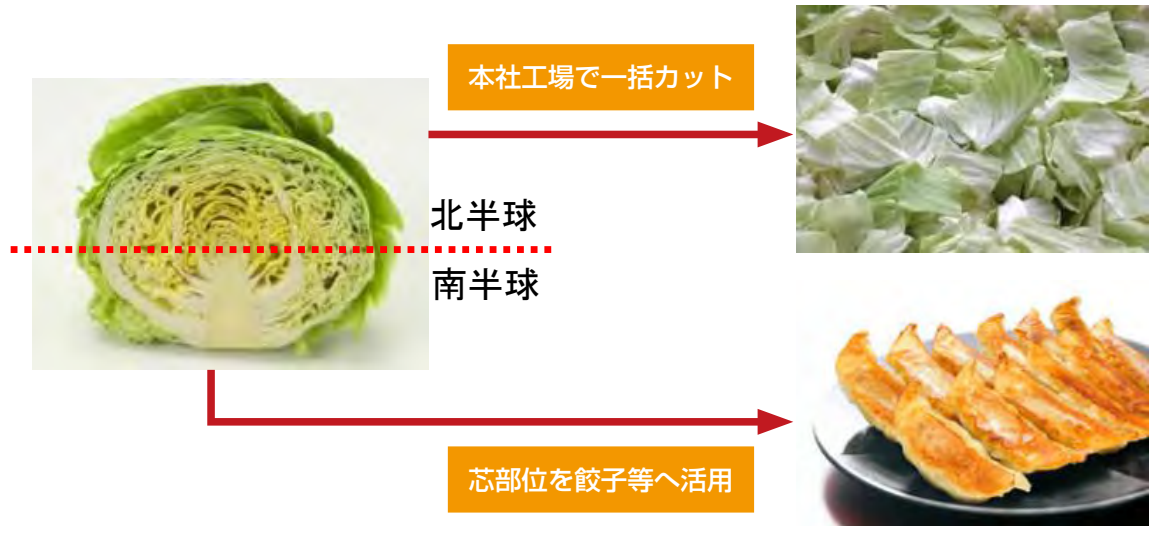 本社工場で一括カット
北半球
南半球
芯部位を餃子等へ活用